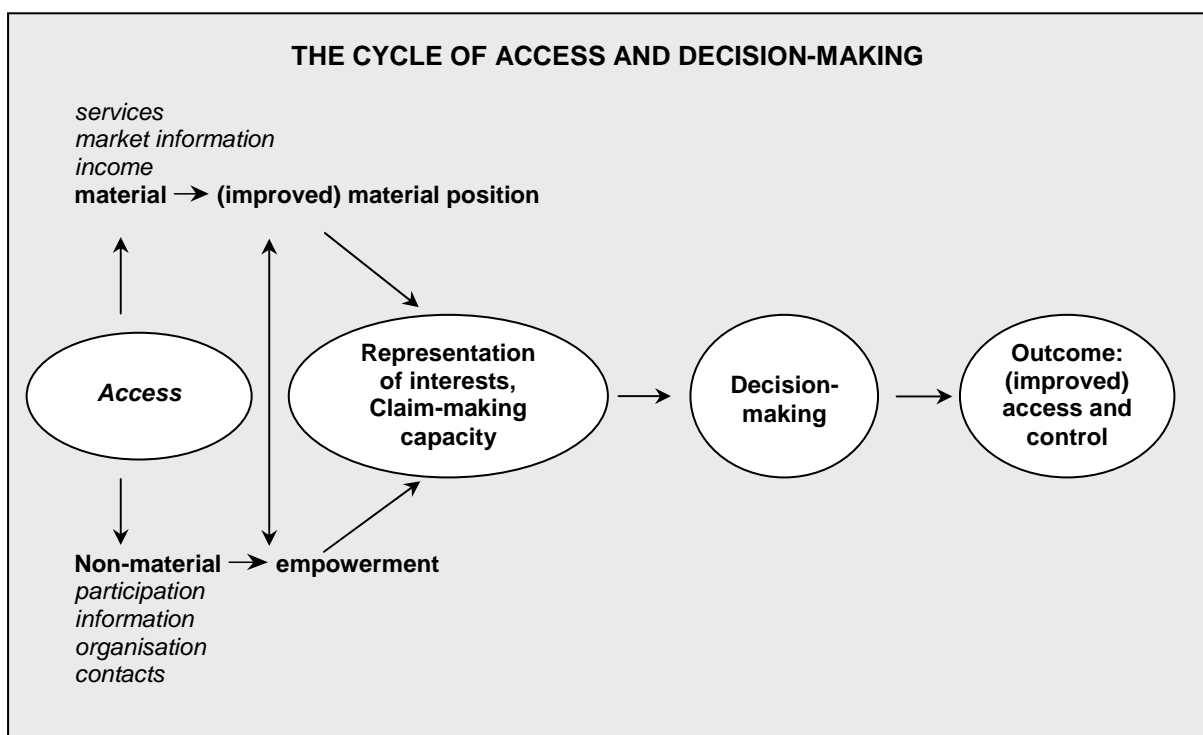 THE CYCLE OF ACCESS AND DECISION-MAKING
services
market information
income
material → (improved) material position
Access
Representation
of interests,
Claim-making
capacity
Decision-
making
Outcome:
(improved)
access and
control
Non-material → empowerment
participation
information
organisation
contacts